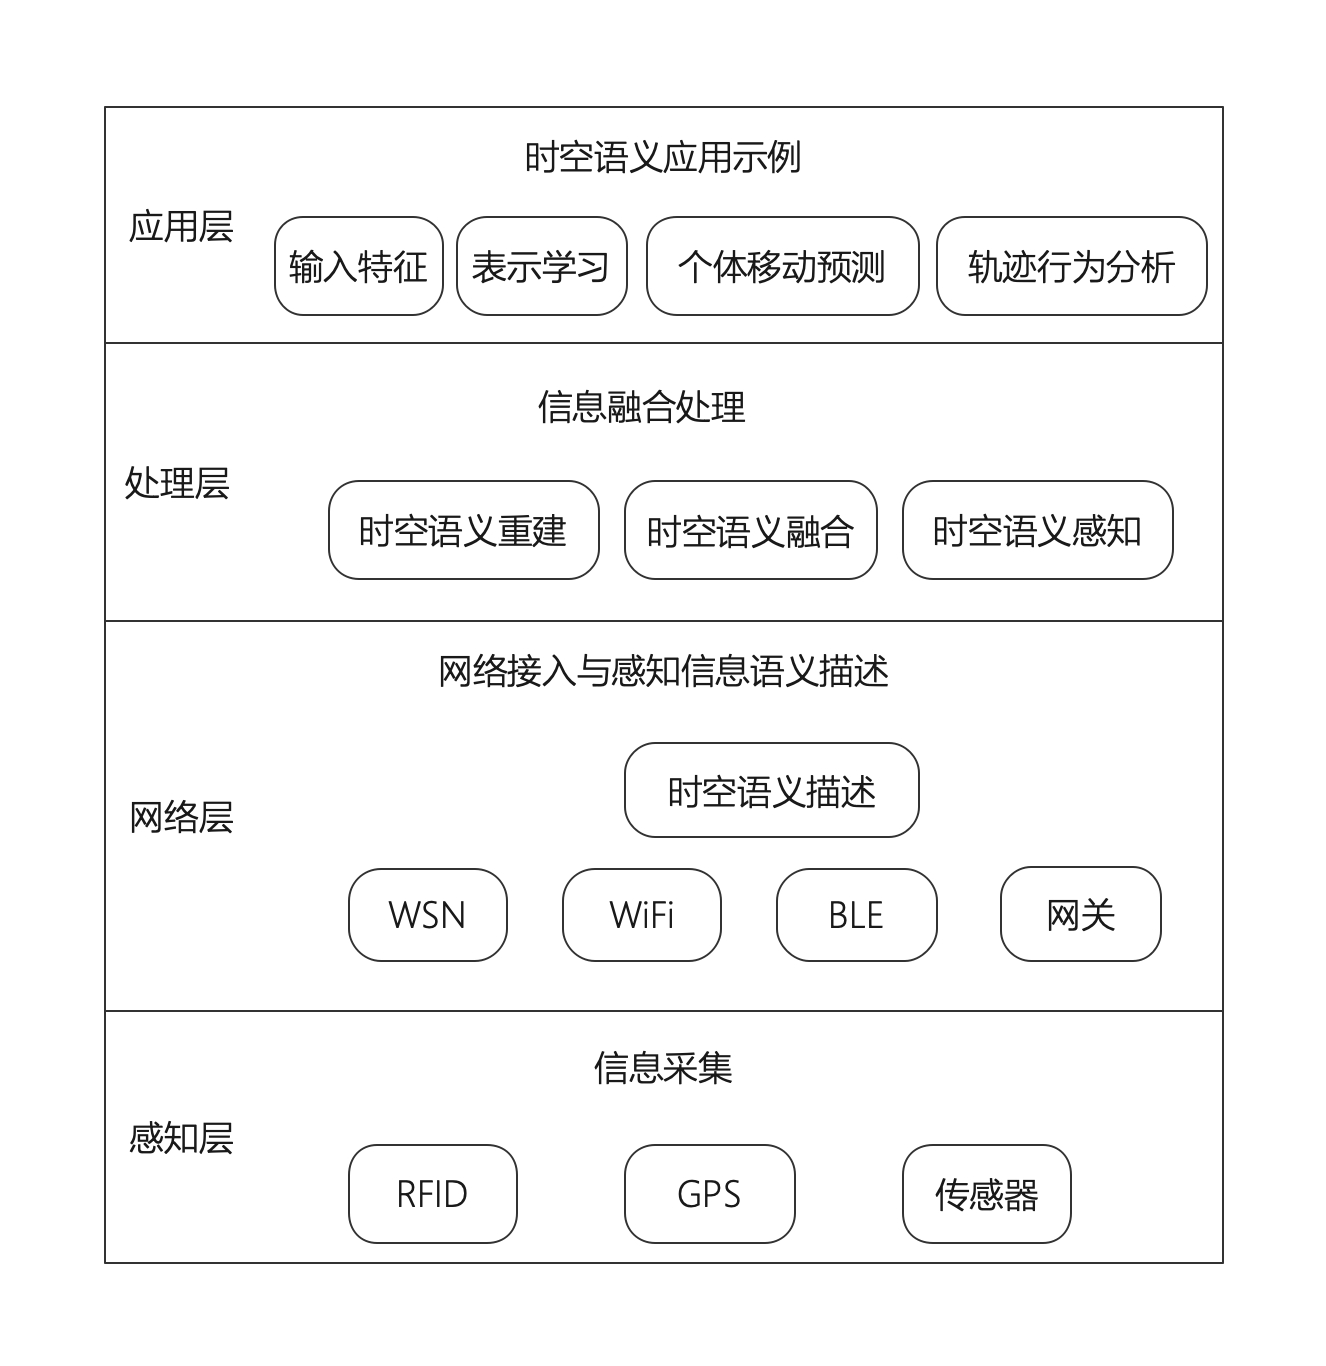 时空语义应用示例
应用层
输入特征
表示学习
个体移动预测
轨迹行为分析
信息融合处理
处理层
时空语义重建
时空语义融合
时空语义感知
网络接入与感知信息语义描述
时空语义描述
网络层
WSN
WiFi
BLE
网关
信息采集
感知层
RFID
GPS
传感器